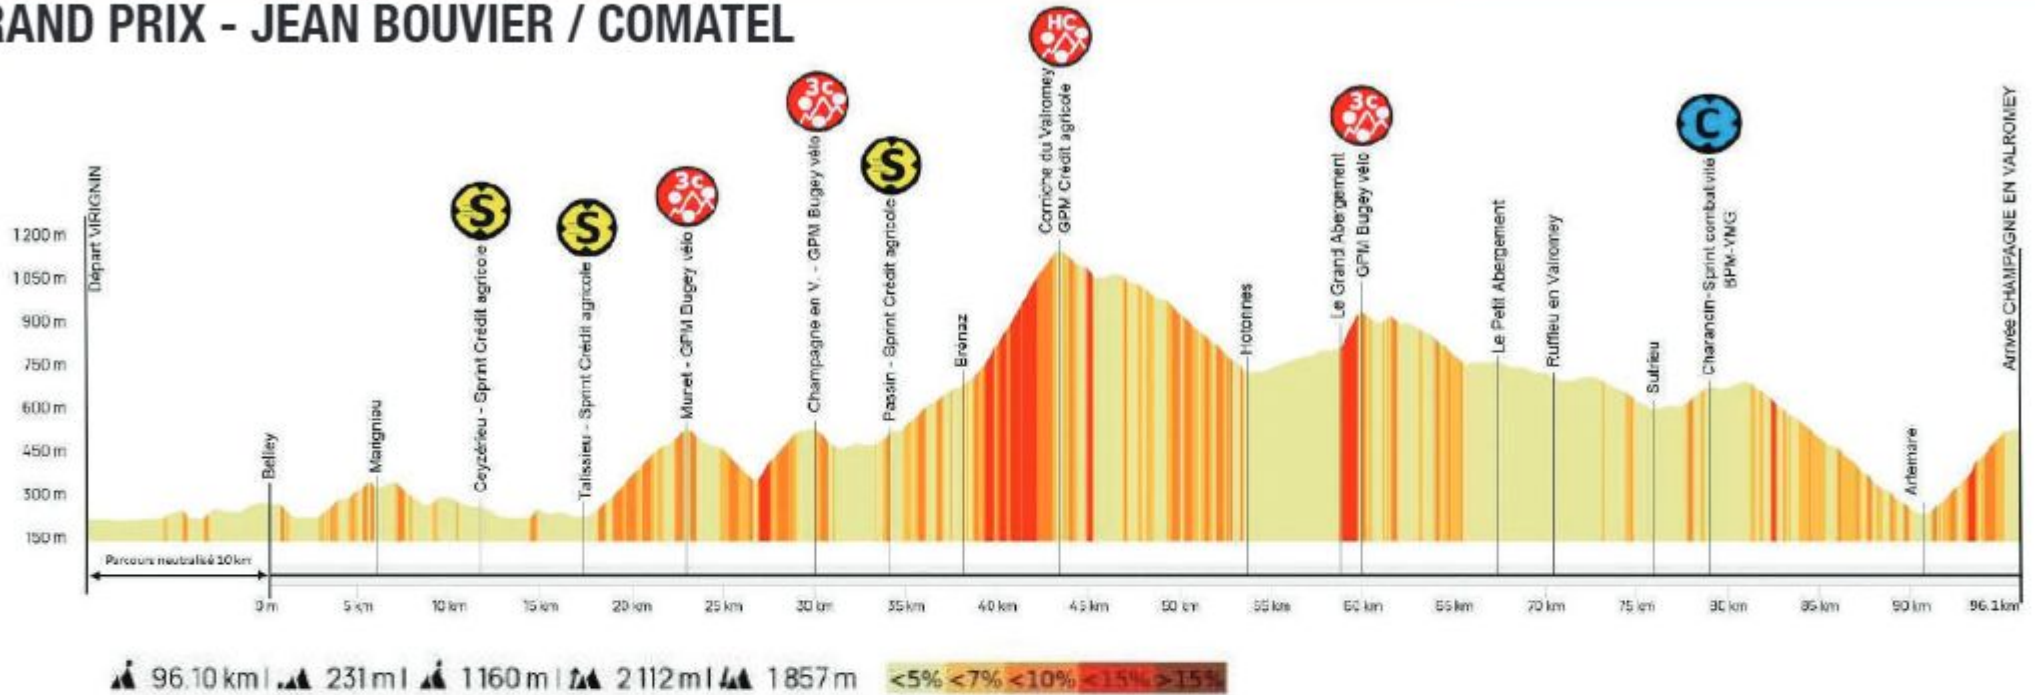 RAND PRIX - JEAN BOUVIER / COMATEL
HC
3c
3c
3c
S
S
S
C
Départ VIRIGNIN
Belley
Marignieu
Ceyzérieu - Sprint Crédit agricole
Talissieu - Sprint Crédit agricole
Munet - GPM Bugey vélo
Champagne en V. - GPM Bugey vélo
Passin - Sprint Crédit agricole
Brénaz
Corniche du Valromey
GPM Crédit agricole
Hotonnes
Le Grand Abergement
GPM Bugey vélo
Le Petit Abergement
Ruffieu en Valromey
Sutrieu
Charancin-Sprint combativité
BPM-VMG
Artemare
Arrivée CHAMPAGNE EN VALROMEY
1200 m
1050 m
900 m
750 m
600 m
450 m
300 m
150 m
Parcours neutralisé 10 km
0 m 5 km 10 km 15 km 20 km 25 km 30 km 35 km 40 km 45 km 50 km 55 km 60 km 65 km 70 km 75 km 80 km 85 km 90 km 96.1 km
96.10 km | 231 m | 1160 m | 2112 m | 1857 m <5% <7% <10% <15% >15%